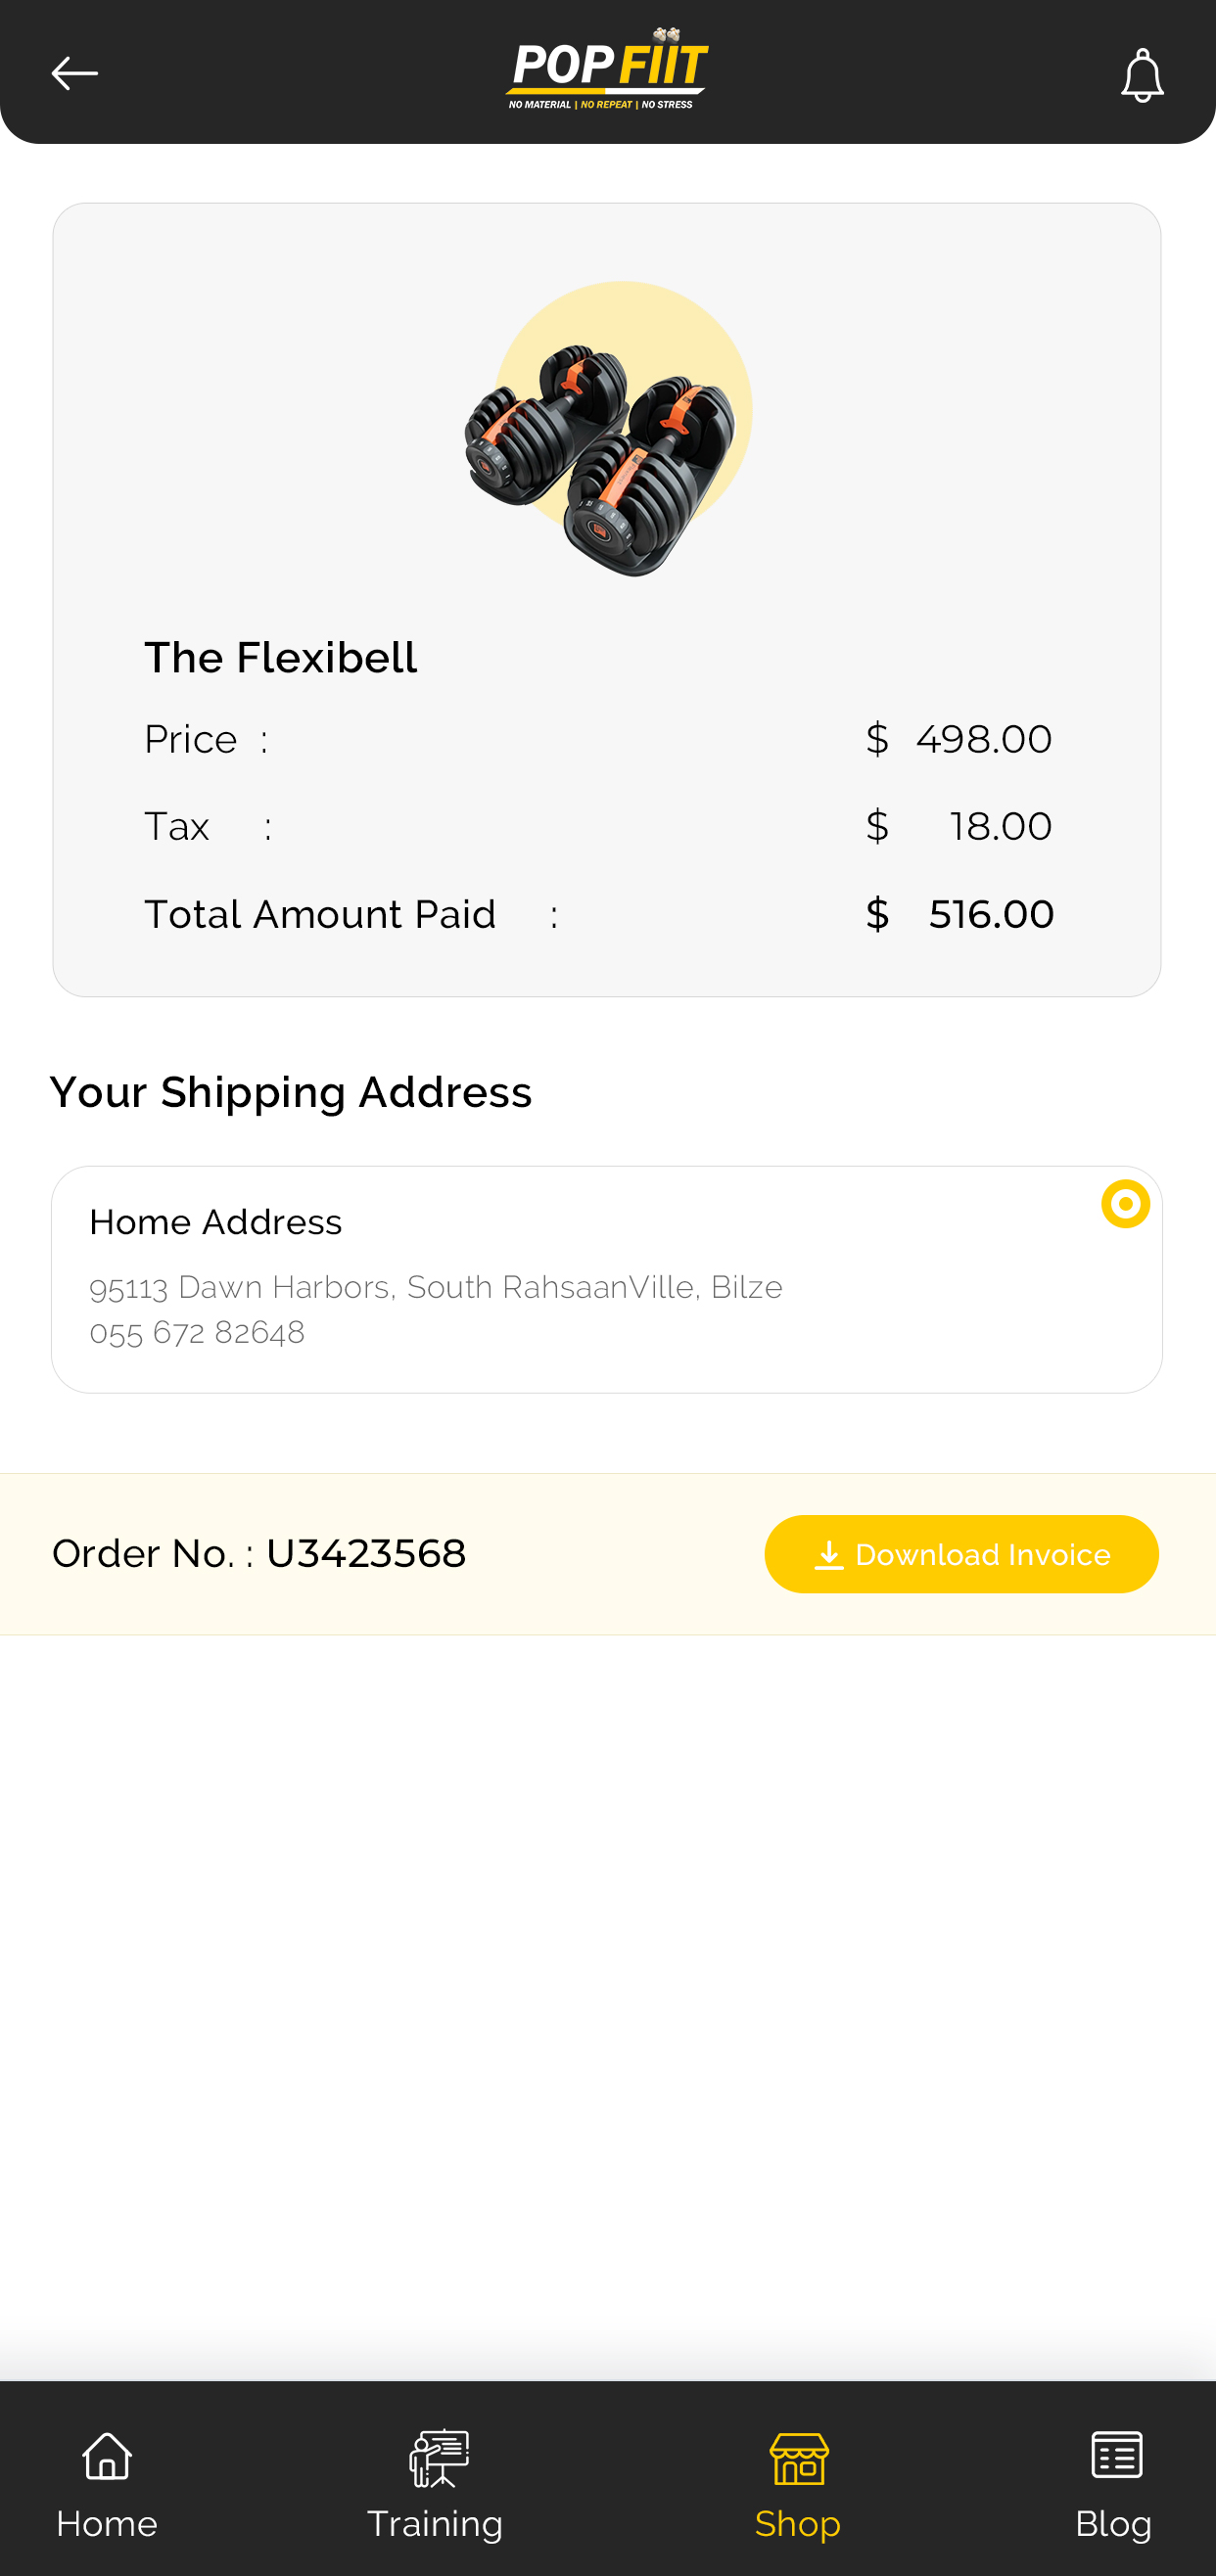 POP FIIT
NO MATERIAL | NO REPEAT | NO STRESS
The Flexibell
Price : $ 498.00
Tax : $ 18.00
Total Amount Paid : $ 516.00
Your Shipping Address
Home Address
95113 Dawn Harbors, South RahsaanVille, Bilze
055 672 82648
Order No. : U3423568
Download Invoice
Home Training Shop Blog